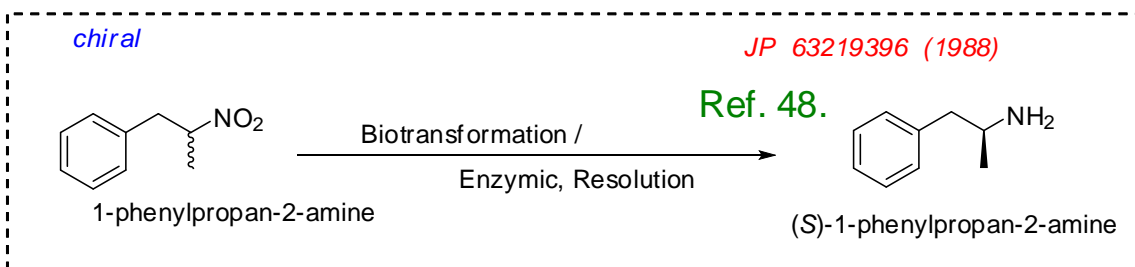 chiral
JP 63219396 (1988)
Ref. 48.
NO2
NH2
Biotransformation /
Enzymic, Resolution
1-phenylpropan-2-amine
(S)-1-phenylpropan-2-amine